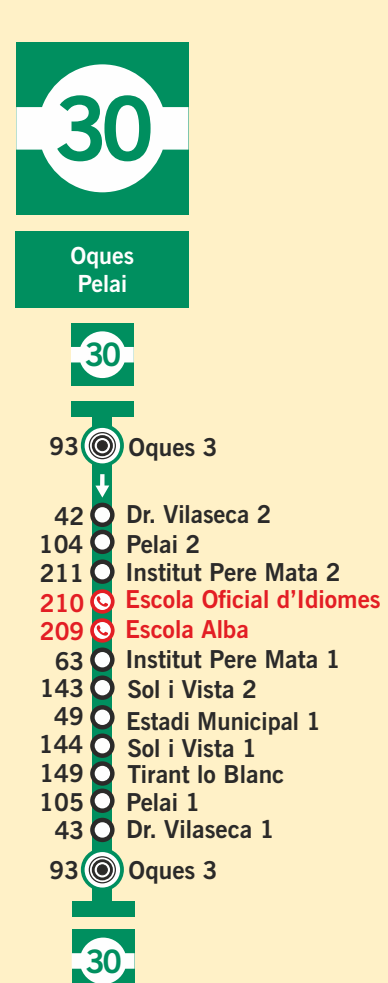 30
Oques
Pelai
30
93 Oques 3
42 Dr. Vilaseca 2
104 Pelai 2
211 Institut Pere Mata 2
210 Escola Oficial d'Idiomes
209 Escola Alba
63 Institut Pere Mata 1
143 Sol i Vista 2
49 Estadi Municipal 1
144 Sol i Vista 1
149 Tirant lo Blanc
105 Pelai 1
43 Dr. Vilaseca 1
93 Oques 3
30